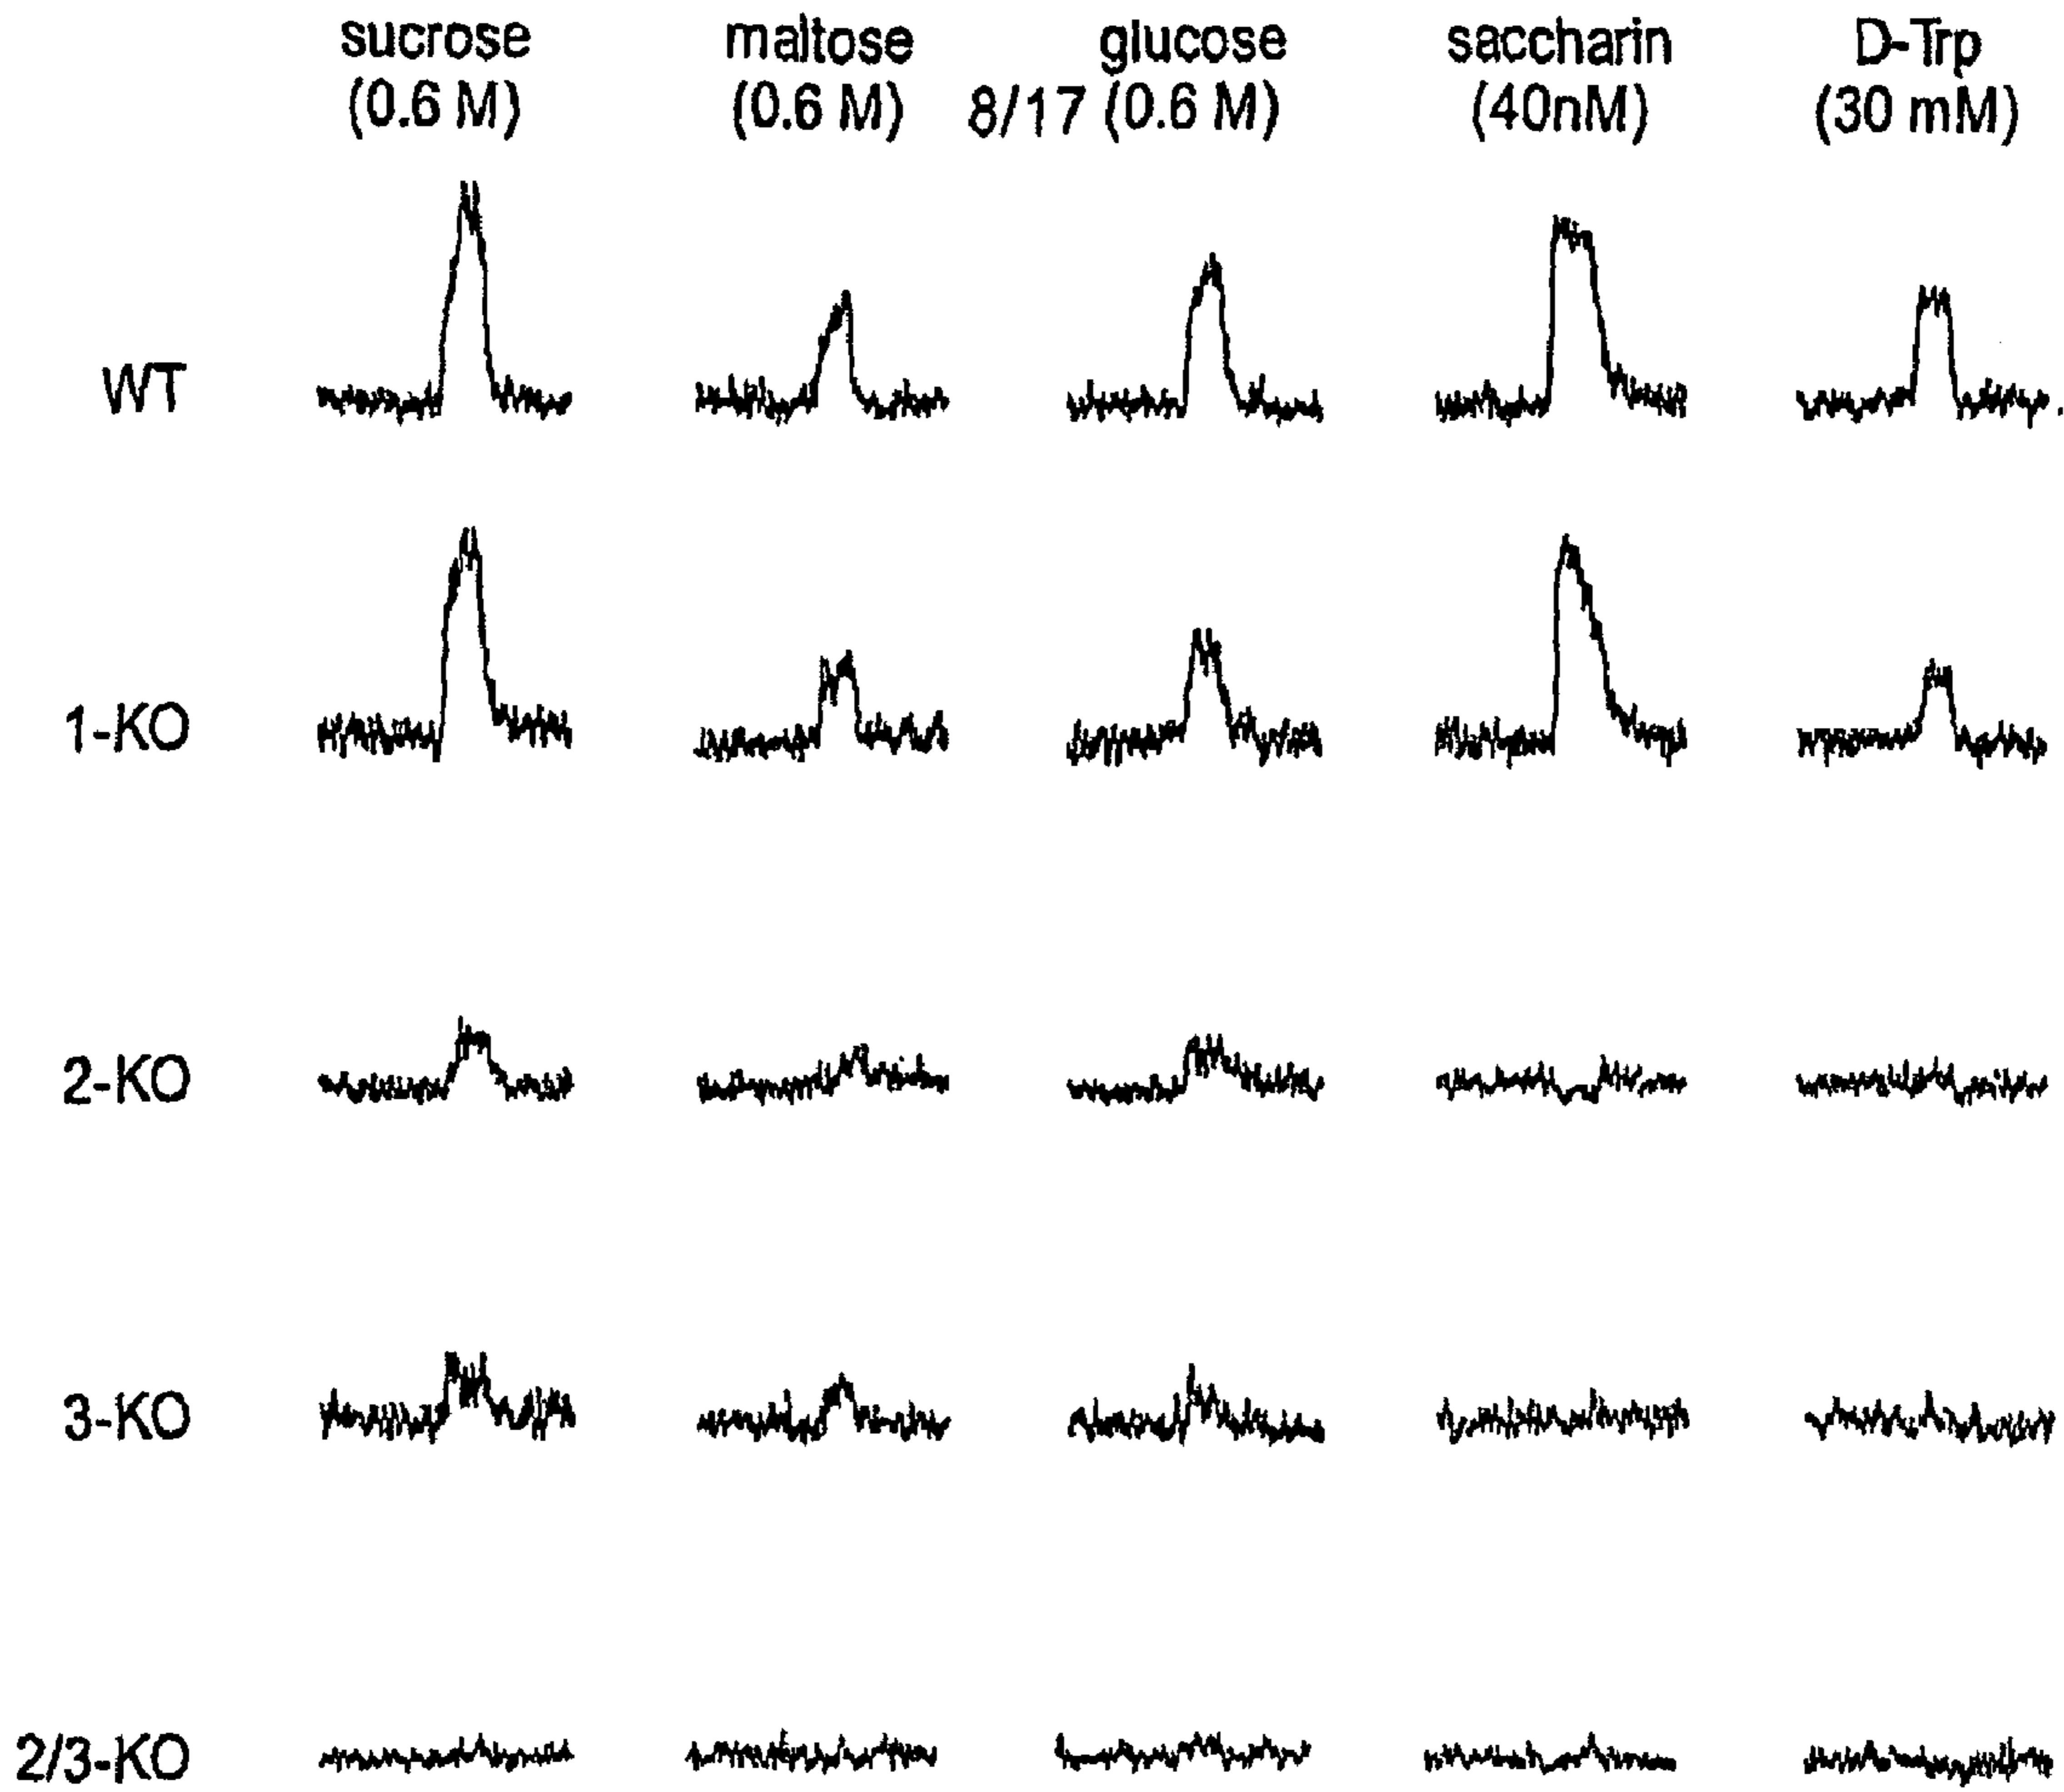 sucrose maltose glucose saccharin D-Trp
(0.6 M) (0.6 M) 8/17 (0.6 M) (40nM) (30 mM)
WT
1-KO
2-KO
3-KO
2/3-KO